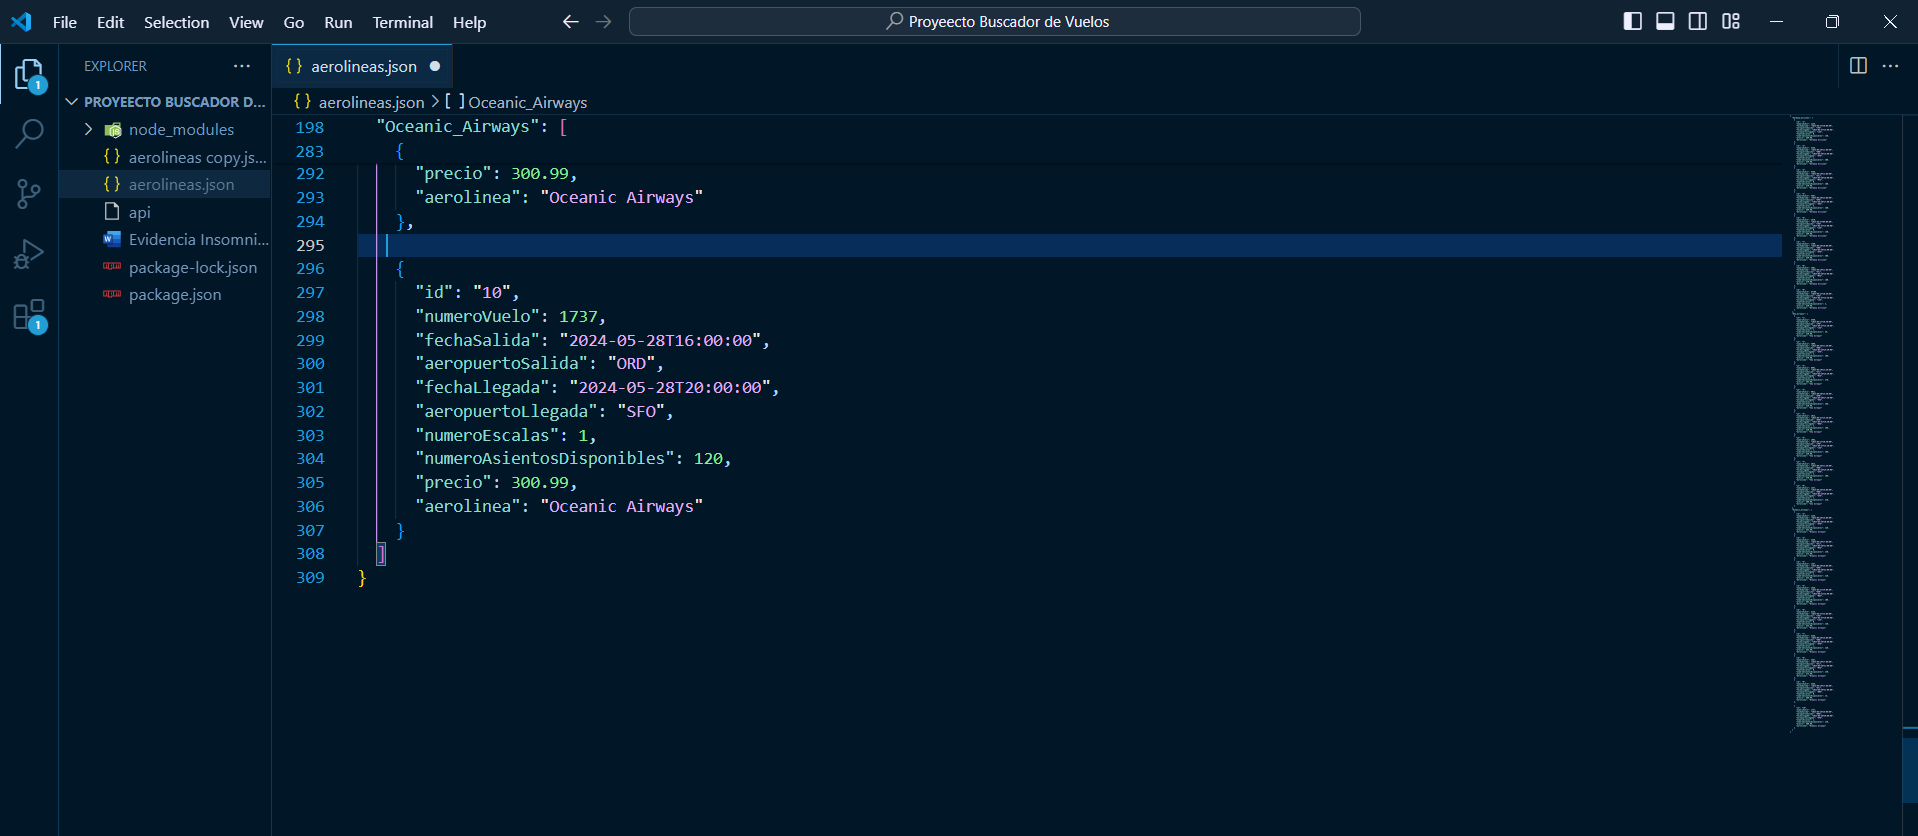 File Edit Selection View Go Run Terminal Help
Proyeecto Buscador de Vuelos
EXPLORER
PROYEECTO BUSCADOR D...
node_modules
{} aerolineas copy.js...
{} aerolineas.json
api
Evidencia Insomni...
package-lock.json
package.json
1
1
{} aerolineas.json
{} aerolineas.json > [ ] Oceanic_Airways
198 "Oceanic_Airways": [
283 {
292 "precio": 300.99,
293 "aerolinea": "Oceanic Airways"
294 },
295
296 {
297 "id": "10",
298 "numeroVuelo": 1737,
299 "fechaSalida": "2024-05-28T16:00:00",
300 "aeropuertoSalida": "ORD",
301 "fechaLlegada": "2024-05-28T20:00:00",
302 "aeropuertoLlegada": "SFO",
303 "numeroEscalas": 1,
304 "numeroAsientosDisponibles": 120,
305 "precio": 300.99,
306 "aerolinea": "Oceanic Airways"
307 }
308 ]
309 }